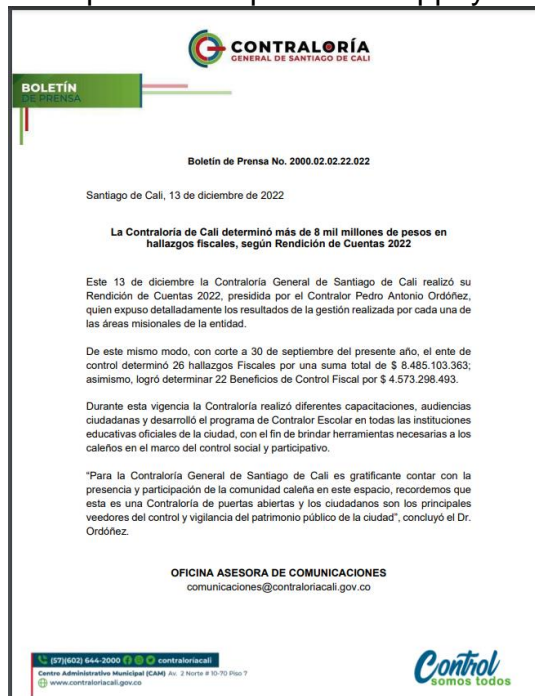 CONTRALORÍA
GENERAL DE SANTIAGO DE CALI
BOLETÍN
DE PRENSA
Boletín de Prensa No. 2000.02.02.22.022
Santiago de Cali, 13 de diciembre de 2022
La Contraloría de Cali determinó más de 8 mil millones de pesos en
hallazgos fiscales, según Rendición de Cuentas 2022
Este 13 de diciembre la Contraloría General de Santiago de Cali realizó su
Rendición de Cuentas 2022, presidida por el Contralor Pedro Antonio Ordóñez,
quien expuso detalladamente los resultados de la gestión realizada por cada una de
las áreas misionales de la entidad.
De este mismo modo, con corte a 30 de septiembre del presente año, el ente de
control determinó 26 hallazgos Fiscales por una suma total de $ 8.485.103.363;
asimismo, logró determinar 22 Beneficios de Control Fiscal por $ 4.573.298.493.
Durante esta vigencia la Contraloría realizó diferentes capacitaciones, audiencias
ciudadanas y desarrolló el programa de Contralor Escolar en todas las instituciones
educativas oficiales de la ciudad, con el fin de brindar herramientas necesarias a los
caleños en el marco del control social y participativo.
“Para la Contraloría General de Santiago de Cali es gratificante contar con la
presencia y participación de la comunidad caleña en este espacio, recordemos que
esta es una Contraloría de puertas abiertas y los ciudadanos son los principales
veedores del control y vigilancia del patrimonio público de la ciudad”, concluyó el Dr.
Ordóñez.
OFICINA ASESORA DE COMUNICACIONES
comunicaciones@contraloriacali.gov.co
(57)(602) 644-2000 contraloriacali
Centro Administrativo Municipal (CAM) Av. 2 Norte # 10-70 Piso 7
www.contraloriacali.gov.co
Control
somos todos